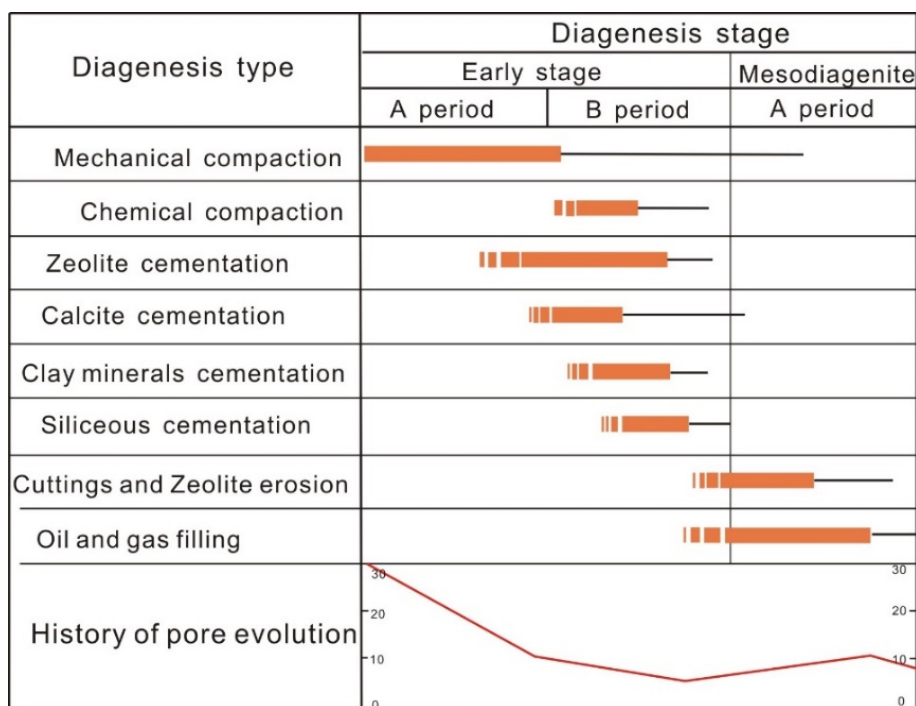 Diagenesis type
Diagenesis stage
Early stage
Mesodiagenite
A period
B period
A period
Mechanical compaction
Chemical compaction
Zeolite cementation
Calcite cementation
Clay minerals cementation
Siliceous cementation
Cuttings and Zeolite erosion
Oil and gas filling
History of pore evolution
30
20
10
0
30
20
10
0